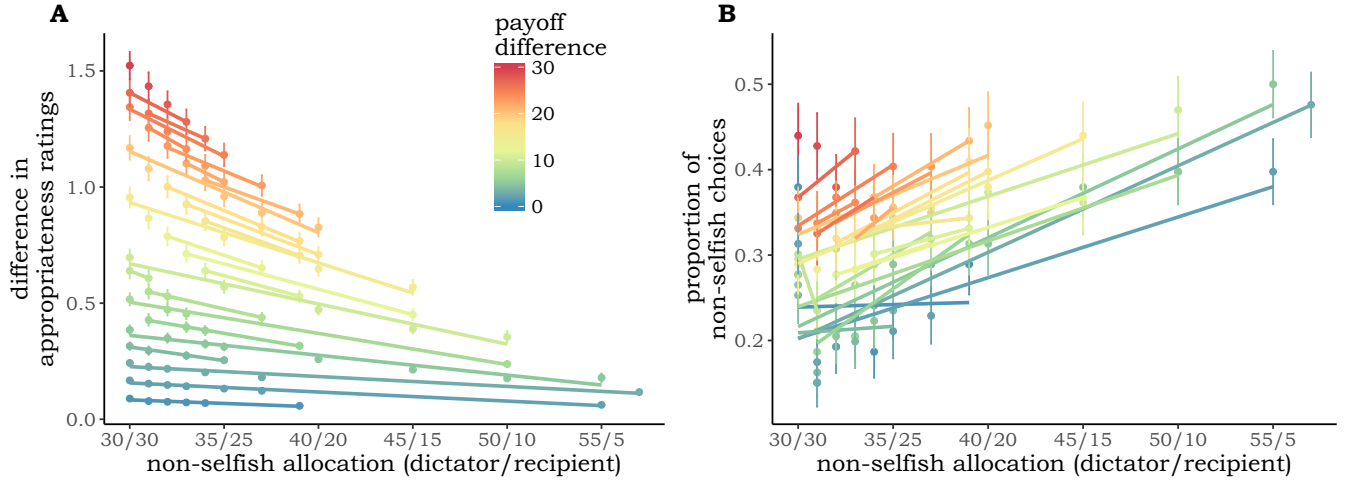 A
difference in
appropriateness ratings
1.5
1.0
0.5
0.0
payoff
difference
30
20
10
0
30/30 35/25 40/20 45/15 50/10 55/5
non-selfish allocation (dictator/recipient)
B
proportion of
non-selfish choices
0.5
0.4
0.3
0.2
30/30 35/25 40/20 45/15 50/10 55/5
non-selfish allocation (dictator/recipient)